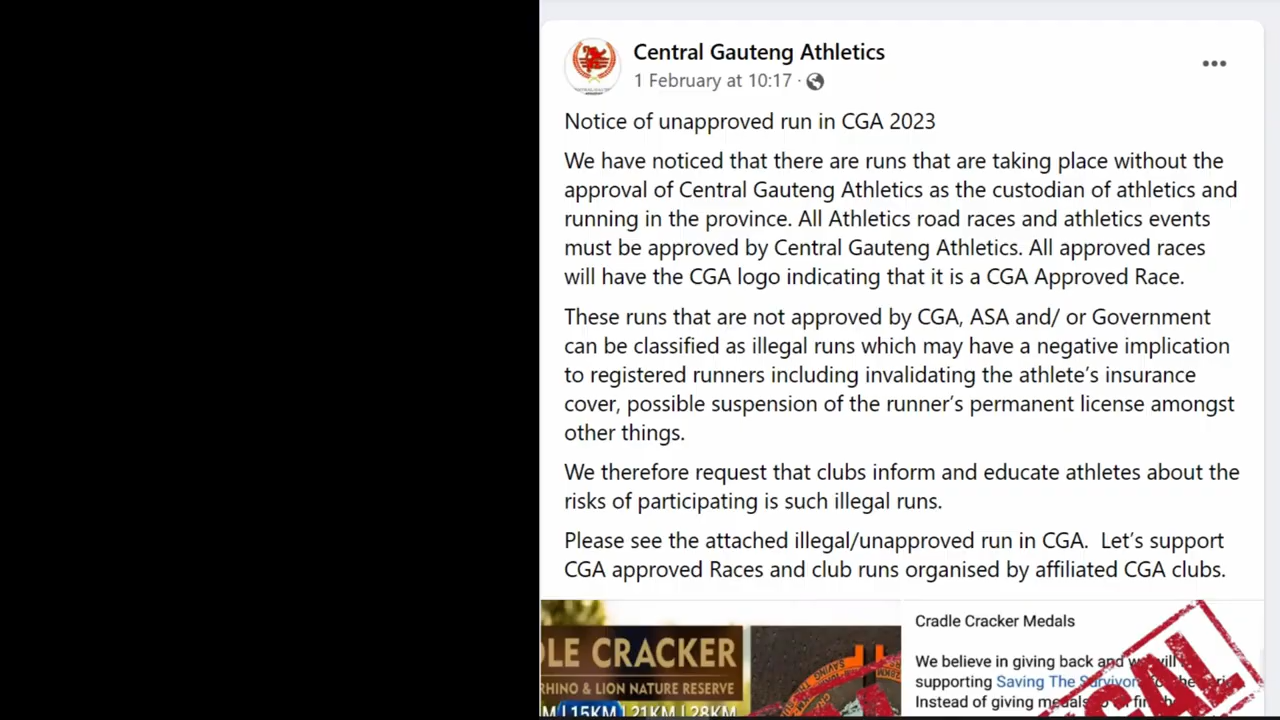 Central Gauteng Athletics
1 February at 10:17 ·
Notice of unapproved run in CGA 2023
We have noticed that there are runs that are taking place without the
approval of Central Gauteng Athletics as the custodian of athletics and
running in the province. All Athletics road races and athletics events
must be approved by Central Gauteng Athletics. All approved races
will have the CGA logo indicating that it is a CGA Approved Race.
These runs that are not approved by CGA, ASA and/ or Government
can be classified as illegal runs which may have a negative implication
to registered runners including invalidating the athlete's insurance
cover, possible suspension of the runner's permanent license amongst
other things.
We therefore request that clubs inform and educate athletes about the
risks of participating is such illegal runs.
Please see the attached illegal/unapproved run in CGA.  Let's support
CGA approved Races and club runs organised by affiliated CGA clubs.
DLE CRACKER
RHINO & LION NATURE RESERVE
M | 15KM | 21KM | 28KM
Cradle Cracker Medals
We believe in giving back and we will
supporting Saving The Survivors
Instead of giving medals to
GAL